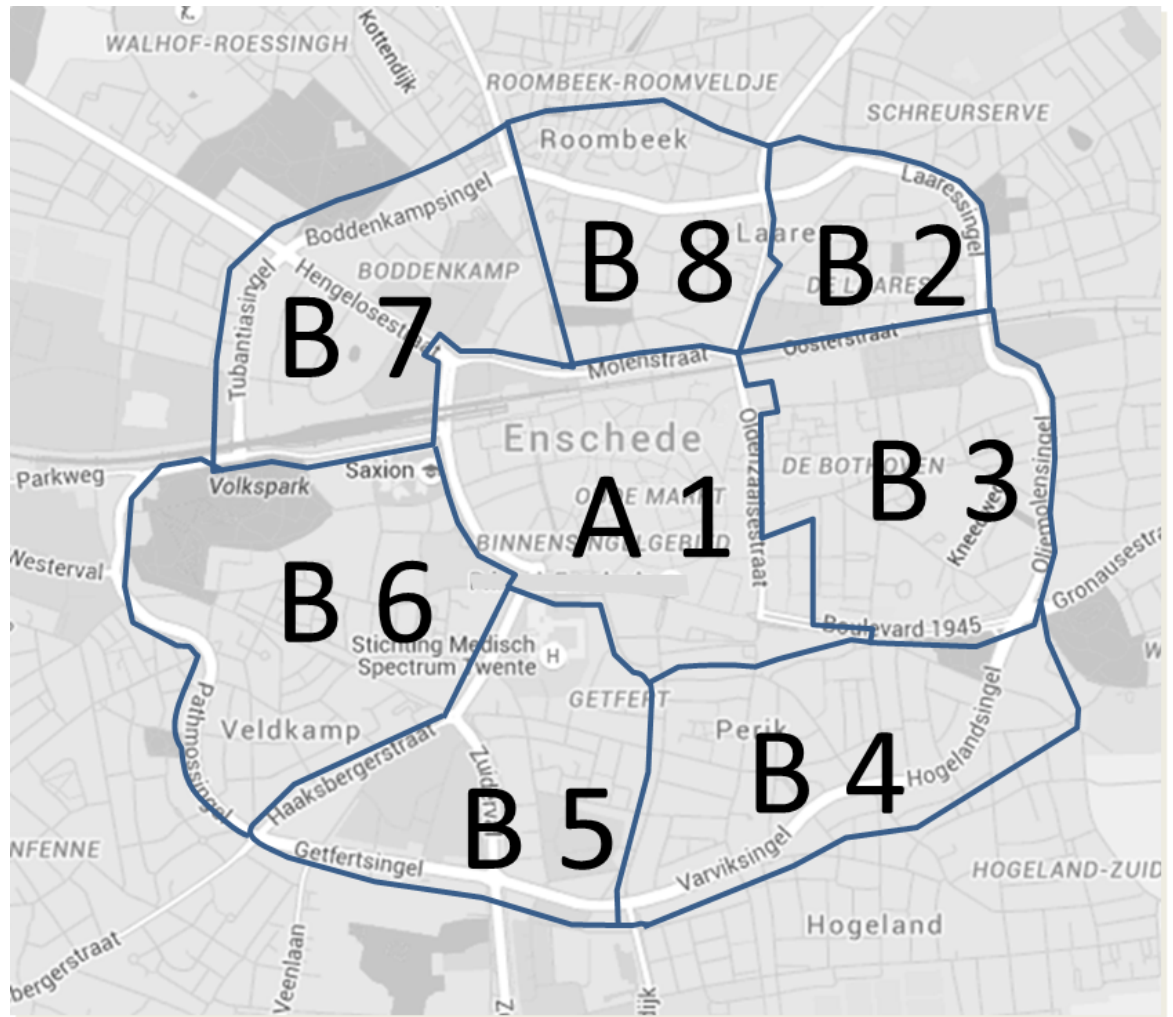 WALHOF-ROESSINGH
Kottendijk
ROOMBEEK-ROOMVELDJE
SCHREURSERVE
Roombeek
Laaressingel
Boddenkampsingel
Laare
B 8
B 2
DE LAARES
BODDENKAMP
Hengelosestraat
Tubantiasingel
B 7
Molenstraat
Oosterstraat
Enschede
Oldenzaalsestraat
DE BOTHOVEN
B 3
Kneedweg
Oliemolensingel
Parkweg
Volkspark
Saxion
OUDE MARKT
A 1
BINNENSINGELGEBIED
Westerval
Gronausestra
B 6
Boulevard 1945
Stichting Medisch
Spectrum Twente
H
GETFERT
Pathmossingel
Veldkamp
Perik
Hogelandsingel
B 4
Haaksbergerstraat
B 5
Getfertsingel
Varviksingel
NFENNE
HOGELAND-ZUID
Hogeland
bergerstraat
Veenlaan
Z
dijk